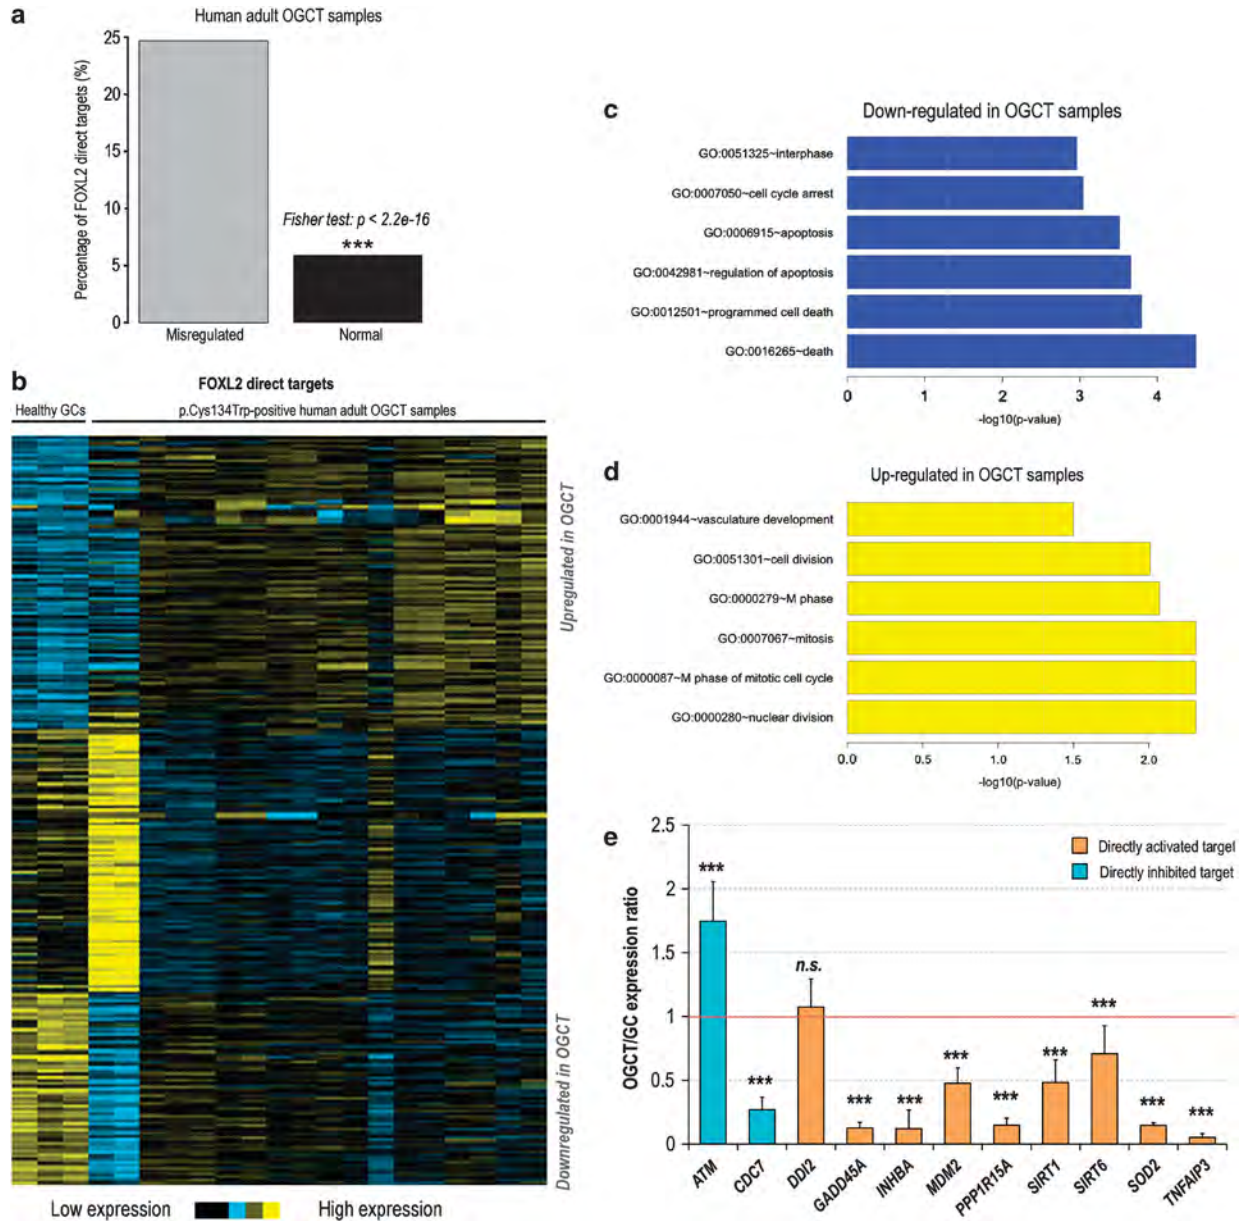 a
Human adult OGCT samples
Percentage of FOXL2 direct targets (%)
25
20
15
10
5
0
Fisher test: p < 2.2e-16
***
Misregulated
Normal
b
FOXL2 direct targets
Healthy GCs
p.Cys134Trp-positive human adult OGCT samples
Upregulated in OGCT
Downregulated in OGCT
Low expression
High expression
c
Down-regulated in OGCT samples
GO:0051325~interphase
GO:0007050~cell cycle arrest
GO:0006915~apoptosis
GO:0042981~regulation of apoptosis
GO:0012501~programmed cell death
GO:0016265~death
0 1 2 3 4
-log10(p-value)
d
Up-regulated in OGCT samples
GO:0001944~vasculature development
GO:0051301~cell division
GO:0000279~M phase
GO:0007067~mitosis
GO:0000087~M phase of mitotic cell cycle
GO:0000280~nuclear division
0.0 0.5 1.0 1.5 2.0
-log10(p-value)
e
OGCT/GC expression ratio
2.5
2
1.5
1
0.5
0
Directly activated target
Directly inhibited target
***
***
n.s.
***
***
***
***
***
***
***
***
ATM
CDC7
DDI2
GADD45A
INHBA
MDM2
PPP1R15A
SIRT1
SIRT6
SOD2
TNFAIP3